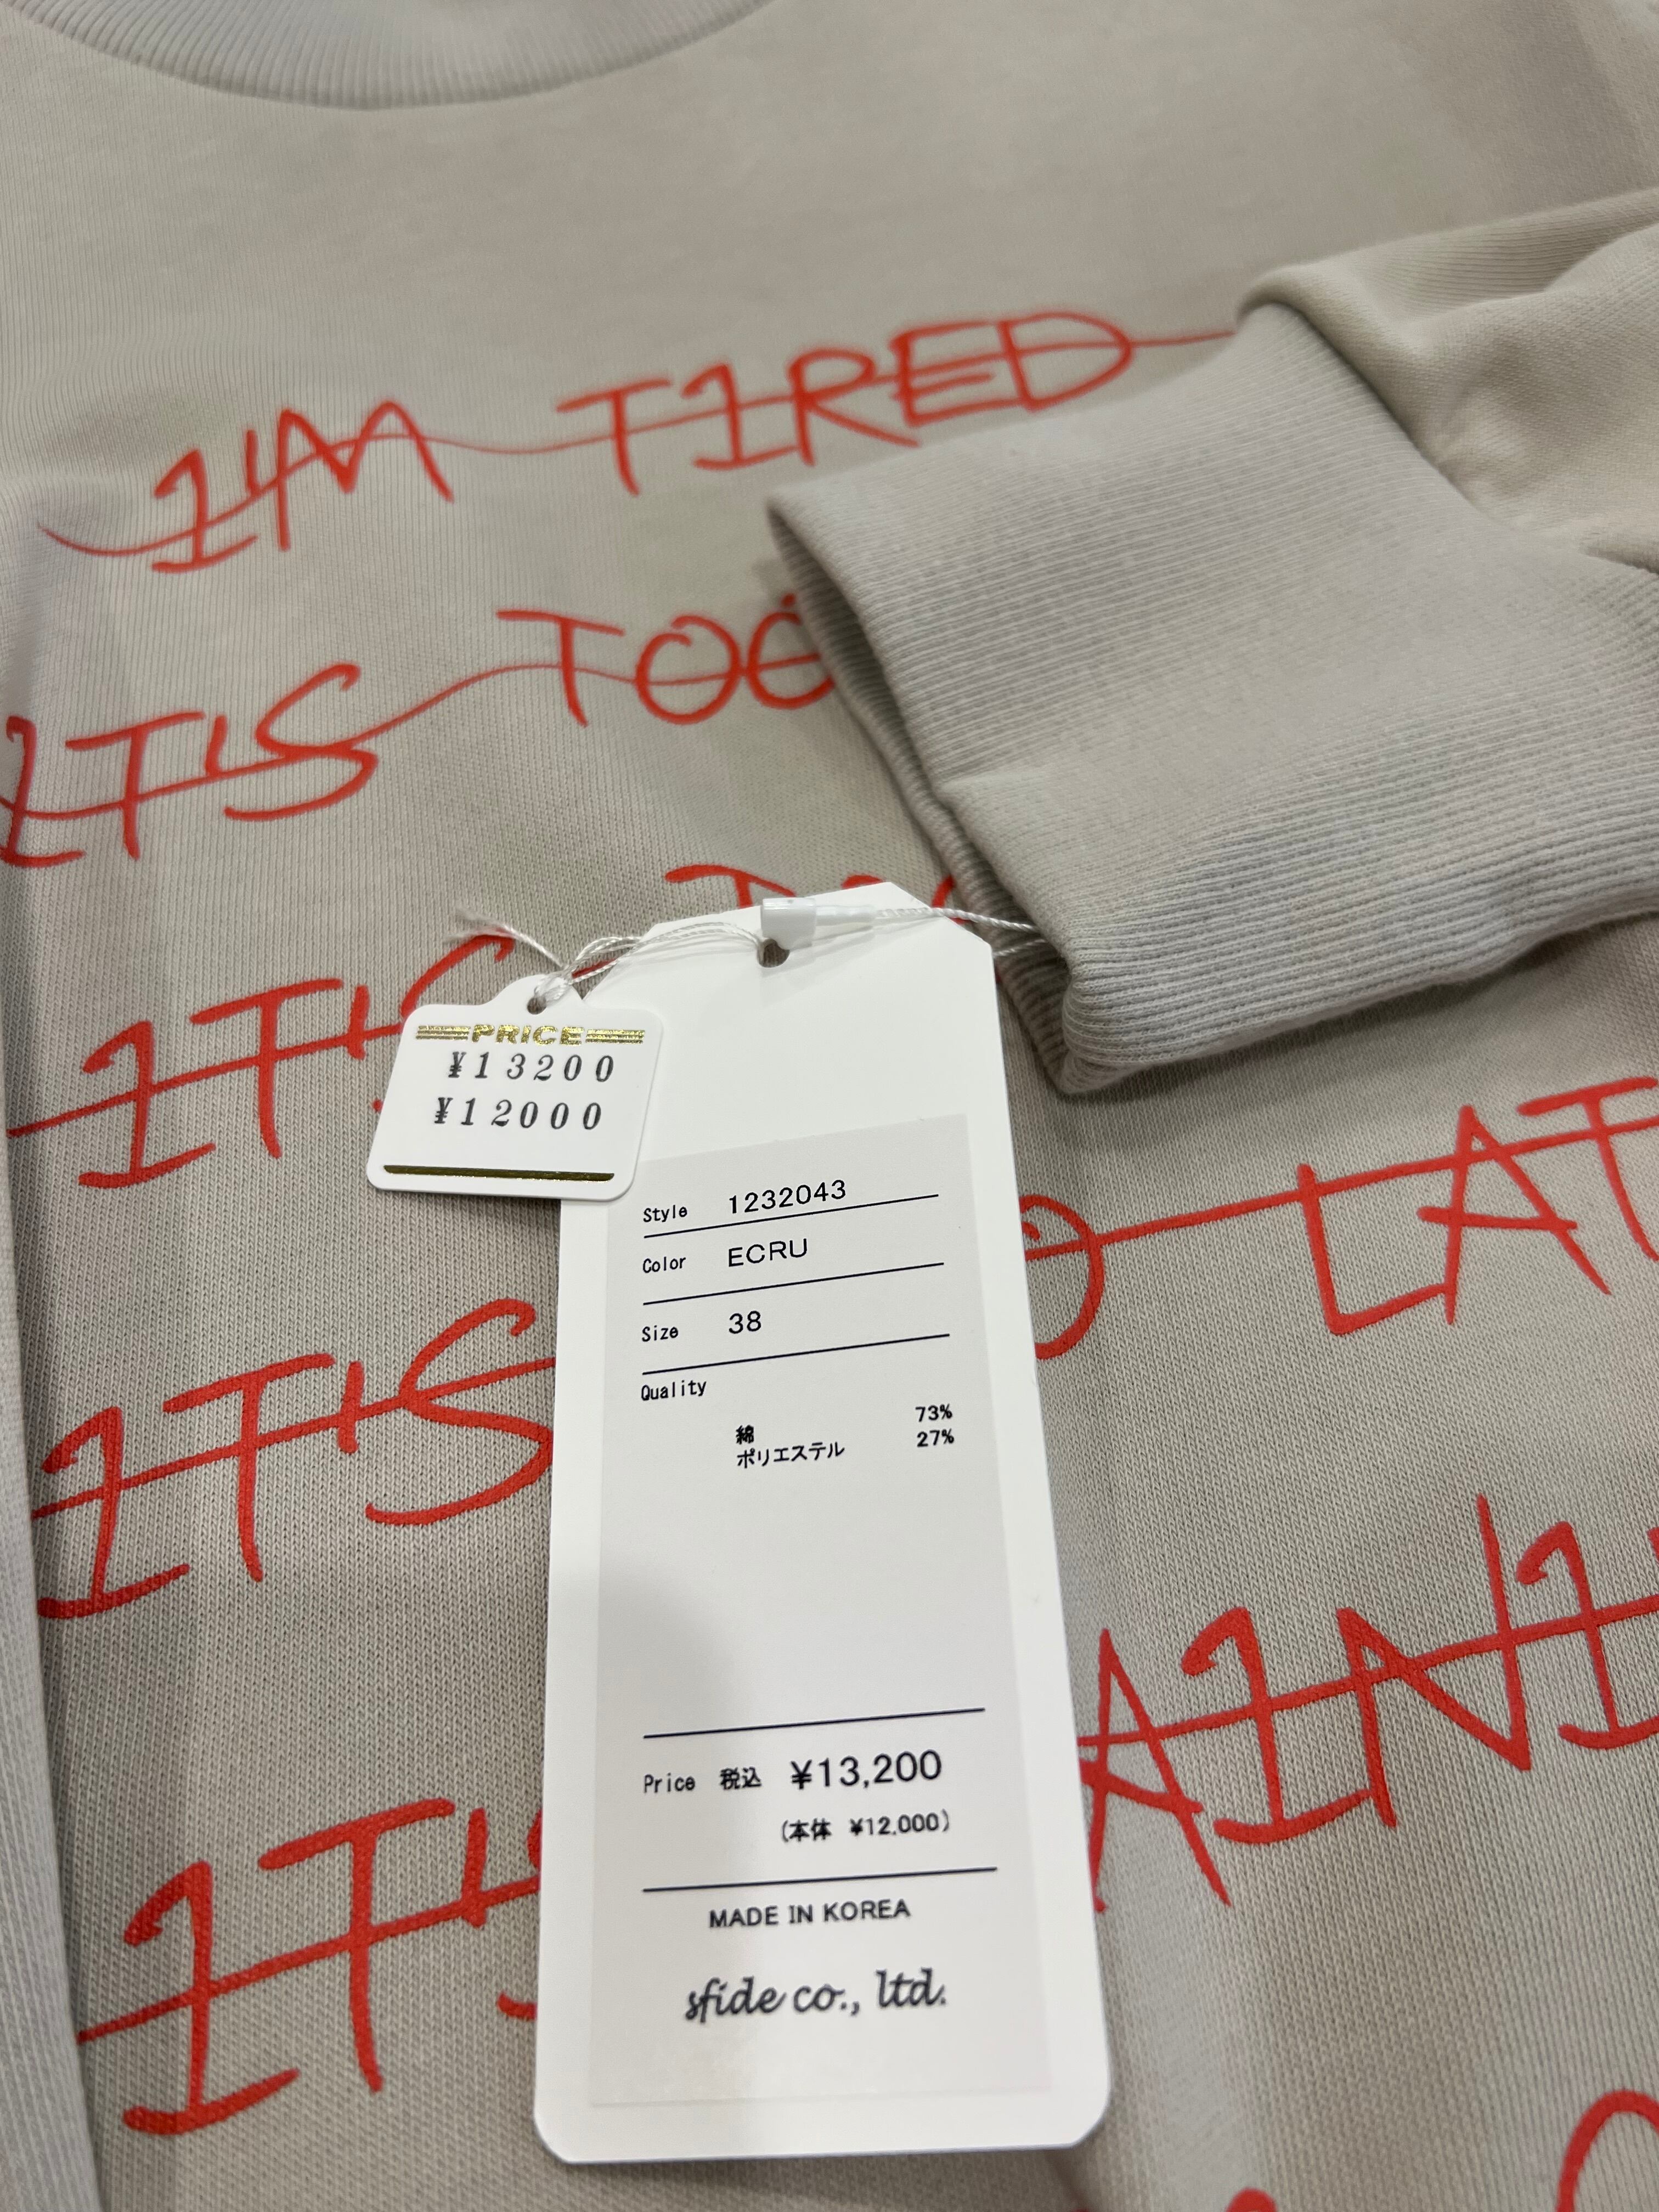 I'M TIRED
IT'S TOO
PRICE
¥13200
¥12000
Style 1232043
Color ECRU
Size 38
Quality
綿 73%
ポリエステル 27%
Price 税込 ¥13,200
(本体 ¥12,000)
MADE IN KOREA
sfide co., ltd.
IT'S
IT'S
IT'S